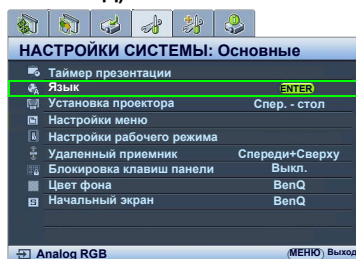 НАСТРОЙКИ СИСТЕМЫ: Основные
Таймер презентации
Язык ENTER
Установка проектора Спер. - стол
Настройки меню
Настройки рабочего режима
Удаленный приемник Спереди+Сверху
Блокировка клавиш панели Выкл.
Цвет фона BenQ
Начальный экран BenQ
Analog RGB МЕНЮ Выход